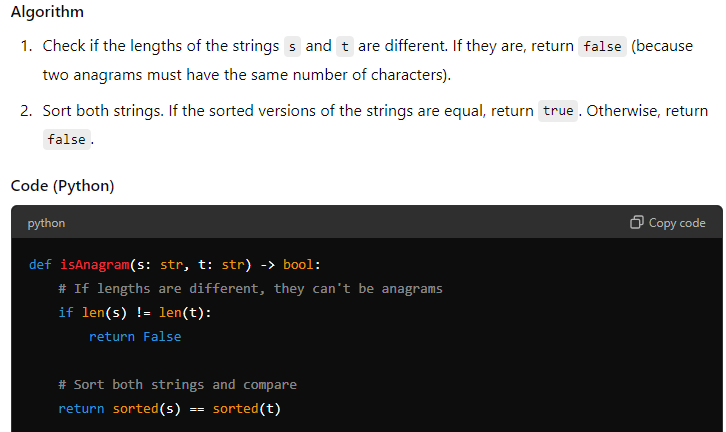 Algorithm
1. Check if the lengths of the strings s and t are different. If they are, return false (because
two anagrams must have the same number of characters).
2. Sort both strings. If the sorted versions of the strings are equal, return true. Otherwise, return
false.
Code (Python)
python Copy code
def isAnagram(s: str, t: str) -> bool:
    # If lengths are different, they can't be anagrams
    if len(s) != len(t):
        return False
    # Sort both strings and compare
    return sorted(s) == sorted(t)